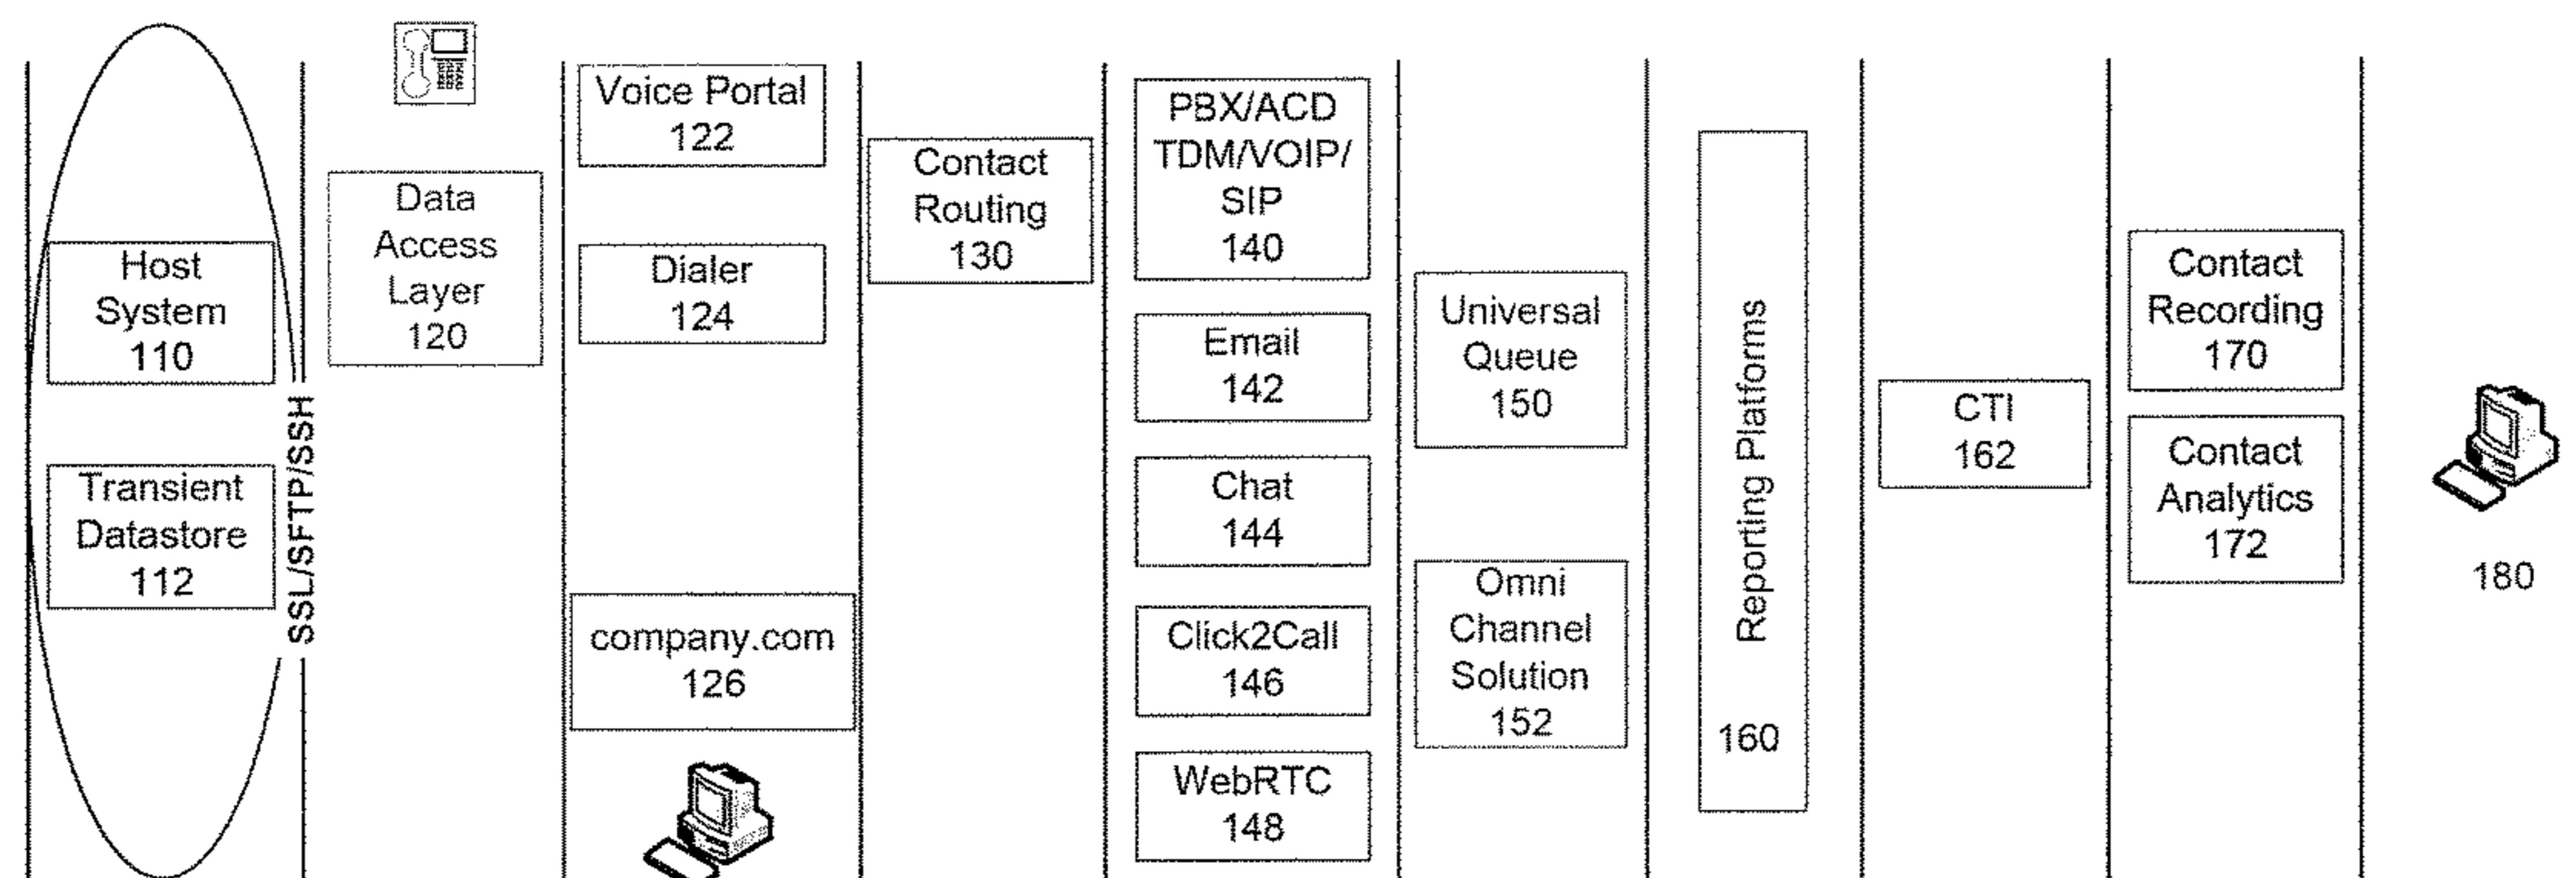 Host
System
110
Transient
Datastore
112
SSL/SFTP/SSH
Data
Access
Layer
120
Voice Portal
122
Dialer
124
company.com
126
Contact
Routing
130
PBX/ACD
TDM/VOIP/
SIP
140
Email
142
Chat
144
Click2Call
146
WebRTC
148
Universal
Queue
150
Omni
Channel
Solution
152
Reporting Platforms
160
CTI
162
Contact
Recording
170
Contact
Analytics
172
180